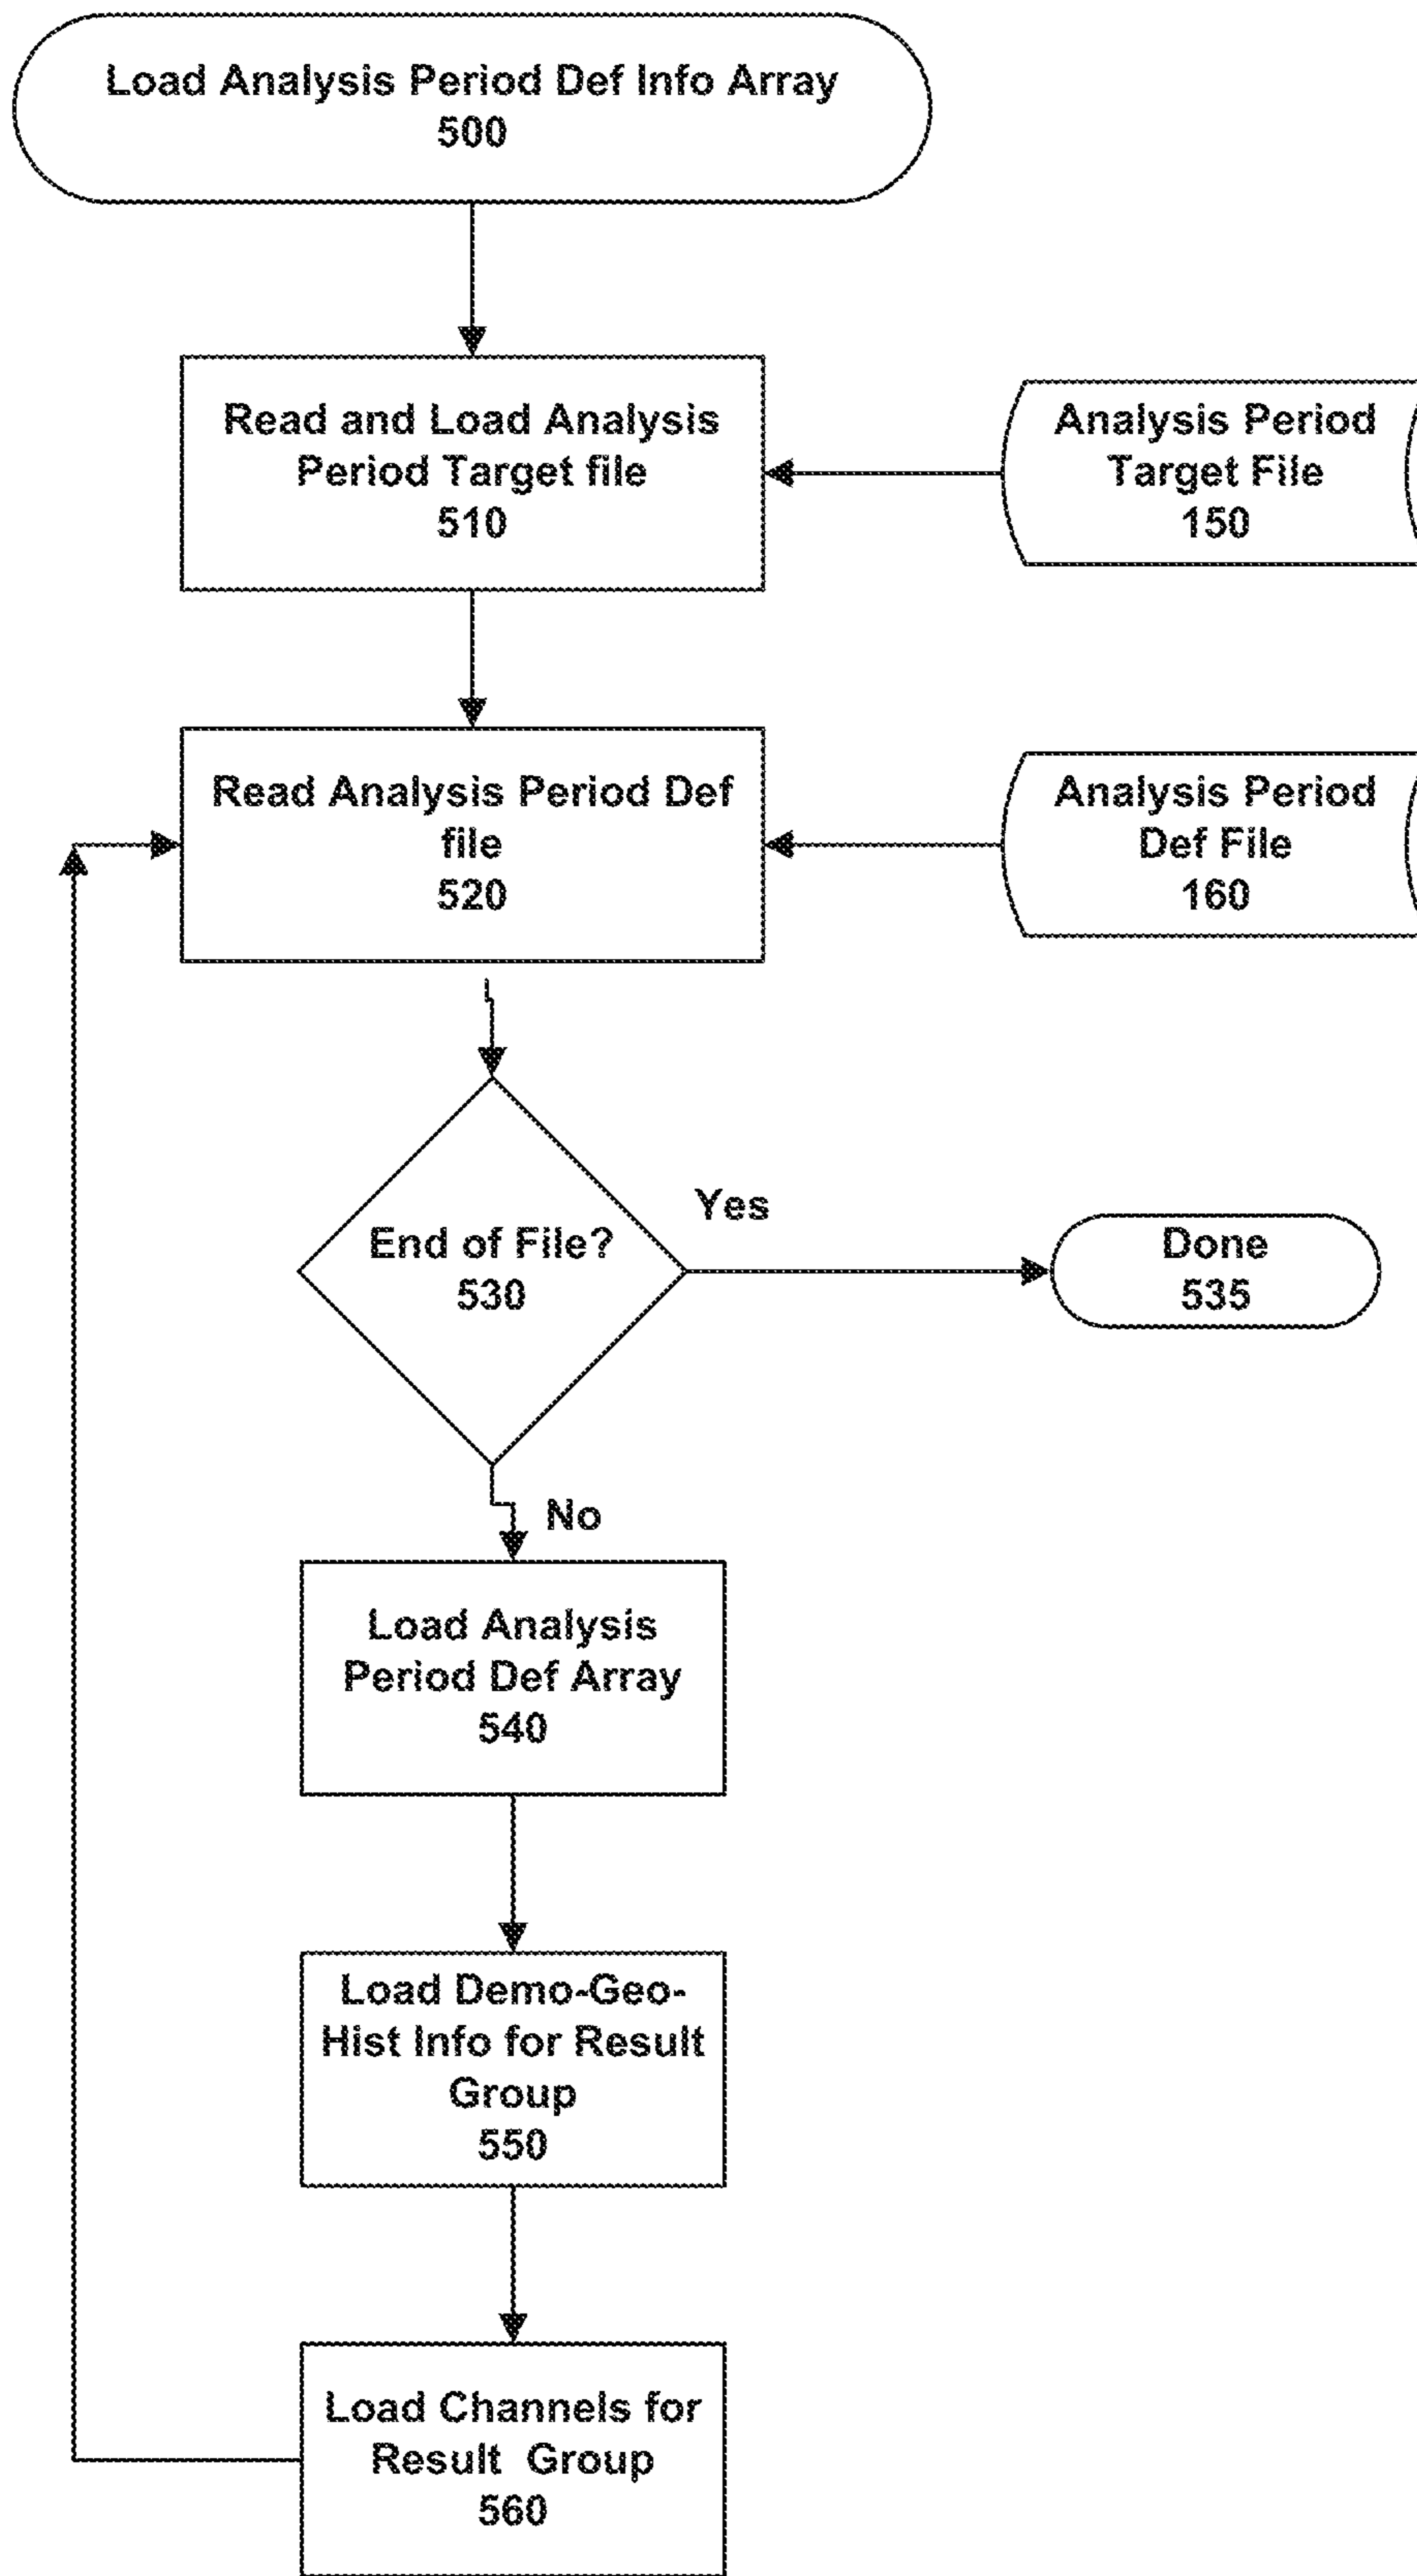 Load Analysis Period Def Info Array
500
Read and Load Analysis
Period Target file
510
Analysis Period
Target File
150
Read Analysis Period Def
file
520
Analysis Period
Def File
160
End of File?
530
Yes
Done
535
No
Load Analysis
Period Def Array
540
Load Demo-Geo-
Hist Info for Result
Group
550
Load Channels for
Result Group
560